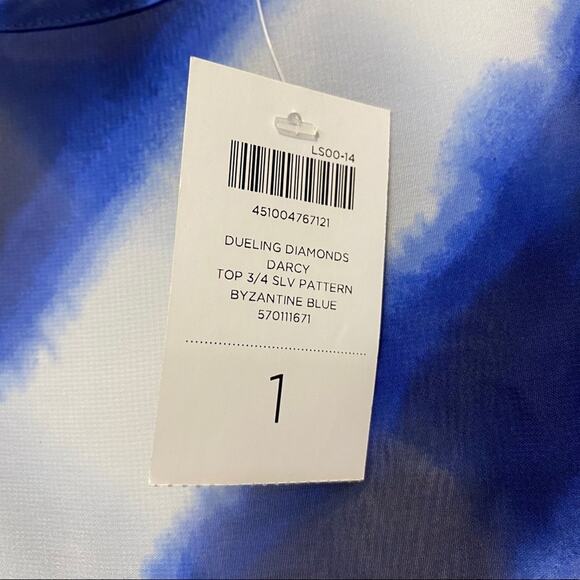 LS00-14
451004767121
DUELING DIAMONDS
DARCY
TOP 3/4 SLV PATTERN
BYZANTINE BLUE
570111671
1